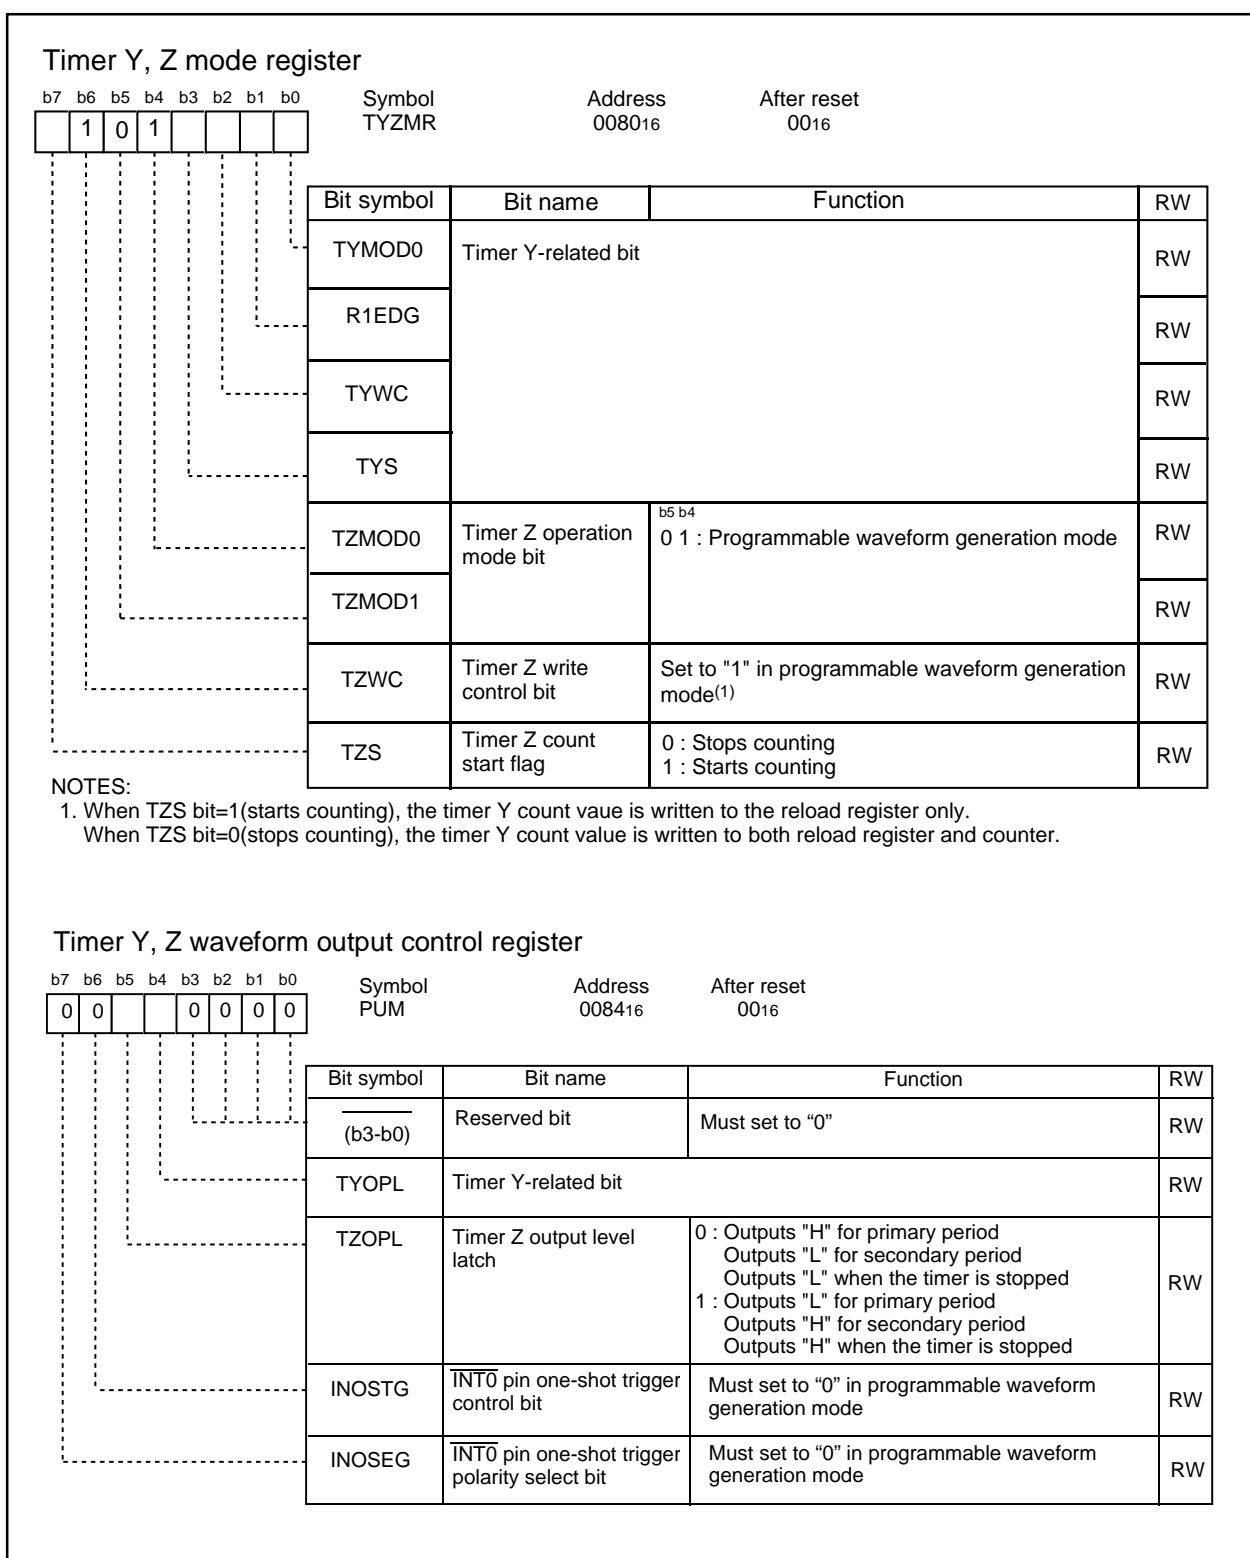 Timer Y, Z mode register
b7 b6 b5 b4 b3 b2 b1 b0
Symbol Address After reset
1 0 1
TYZMR 008016 0016
Bit symbol Bit name Function RW
TYMOD0 Timer Y-related bit RW
R1EDG RW
TYWC RW
TYS RW
b5 b4
TZMOD0 Timer Z operation mode bit 0 1 : Programmable waveform generation mode RW
TZMOD1 RW
TZWC Timer Z write control bit Set to "1" in programmable waveform generation mode(1) RW
TZS Timer Z count start flag 0 : Stops counting
1 : Starts counting RW
NOTES:
1. When TZS bit=1(starts counting), the timer Y count vaue is written to the reload register only.
When TZS bit=0(stops counting), the timer Y count value is written to both reload register and counter.
Timer Y, Z waveform output control register
b7 b6 b5 b4 b3 b2 b1 b0
Symbol Address After reset
0 0 0 0 0 0
PUM 008416 0016
Bit symbol Bit name Function RW
(b3-b0) Reserved bit Must set to “0” RW
TYOPL Timer Y-related bit RW
TZOPL Timer Z output level latch 0 : Outputs "H" for primary period
Outputs "L" for secondary period
Outputs "L" when the timer is stopped
1 : Outputs "L" for primary period
Outputs "H" for secondary period
Outputs "H" when the timer is stopped
RW
INOSTG INT0 pin one-shot trigger control bit Must set to “0” in programmable waveform generation mode RW
INOSEG INT0 pin one-shot trigger polarity select bit Must set to “0” in programmable waveform generation mode RW